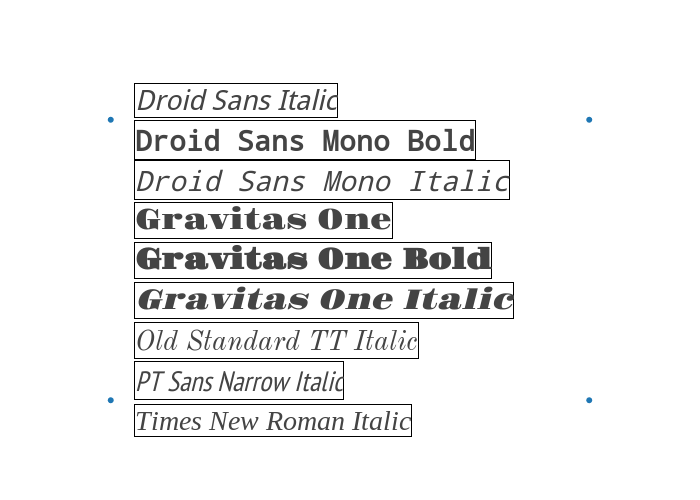 Droid Sans Italic
Droid Sans Mono Bold
Droid Sans Mono Italic
Gravitas One
Gravitas One Bold
Gravitas One Italic
Old Standard TT Italic
PT Sans Narrow Italic
Times New Roman Italic